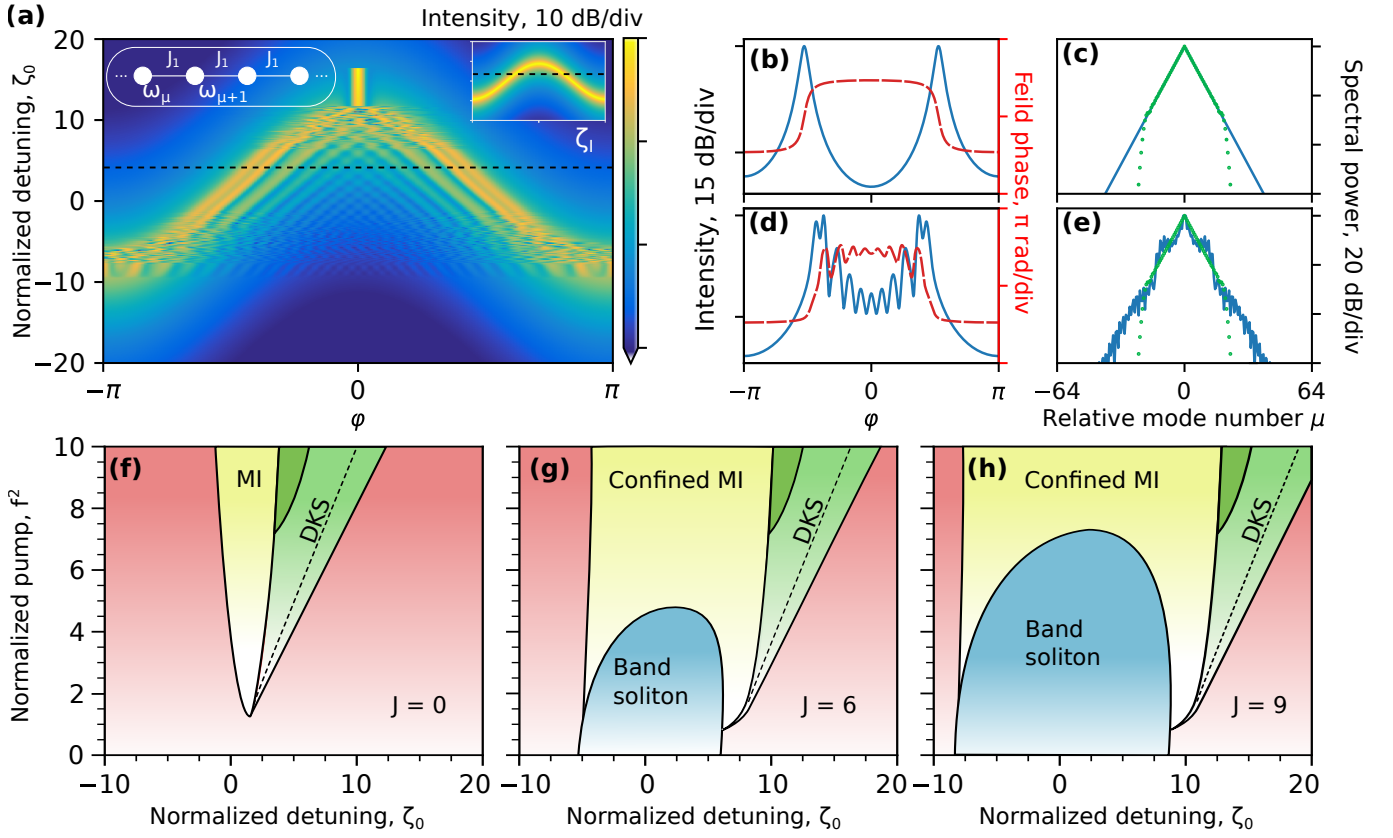 (a)
Intensity, 10 dB/div
Normalized detuning, ζ₀
20
10
0
−10
−20
J₁ J₁ J₁
... ...
ω_μ ω_μ+1
ζ_l
−π 0 π
φ
(b)
(c)
(d)
(e)
Intensity, 15 dB/div
Feild phase, π rad/div
Spectral power, 20 dB/div
−π 0 π
φ
−64 0 64
Relative mode number μ
Normalized pump, f²
10
8
6
4
2
0
(f)
MI
DKS
J = 0
−10 0 10 20
Normalized detuning, ζ₀
(g)
Confined MI
DKS
Band
soliton
J = 6
−10 0 10 20
Normalized detuning, ζ₀
(h)
Confined MI
DKS
Band
soliton
J = 9
−10 0 10 20
Normalized detuning, ζ₀